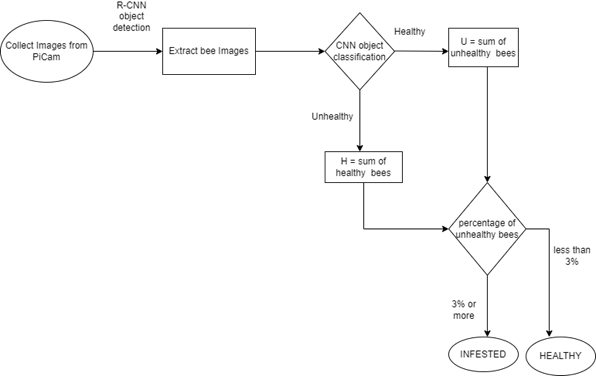 R-CNN
object
detection
Collect Images from
PiCam
Extract bee Images
CNN object
classification
Healthy
U = sum of
unhealthy bees
Unhealthy
H = sum of
healthy bees
percentage of
unhealthy bees
less than
3%
3% or
more
INFESTED
HEALTHY